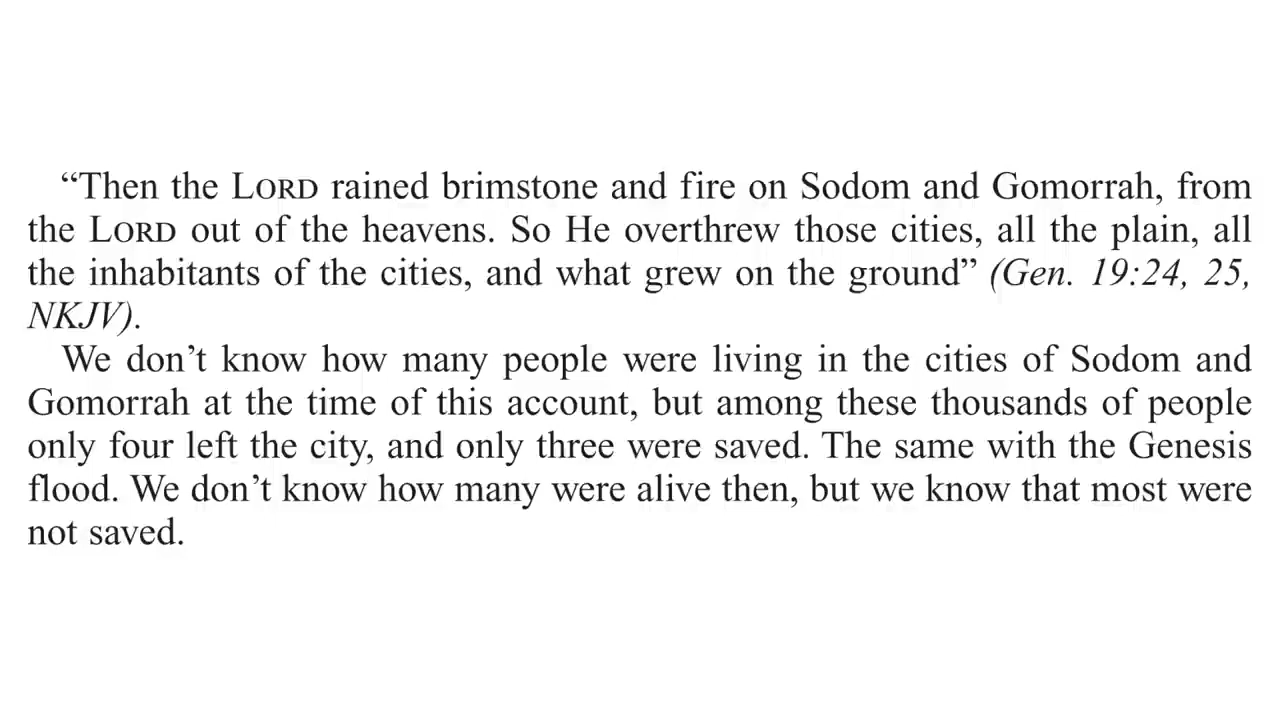 “Then the LORD rained brimstone and fire on Sodom and Gomorrah, from
the LORD out of the heavens. So He overthrew those cities, all the plain, all
the inhabitants of the cities, and what grew on the ground” (Gen. 19:24, 25,
NKJV).
We don’t know how many people were living in the cities of Sodom and
Gomorrah at the time of this account, but among these thousands of people
only four left the city, and only three were saved. The same with the Genesis
flood. We don’t know how many were alive then, but we know that most were
not saved.